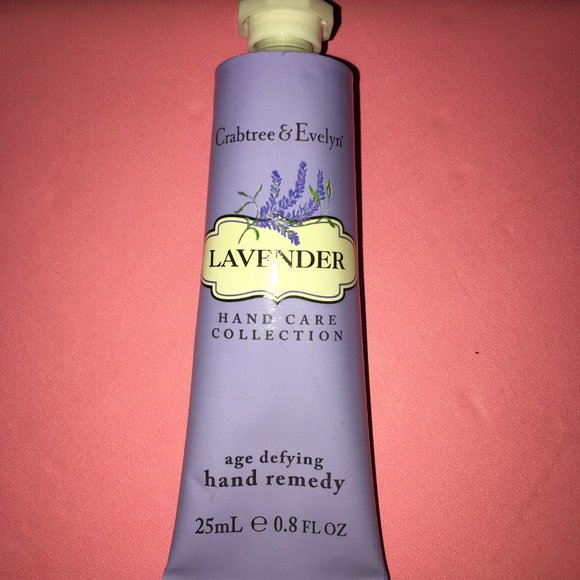 Crabtree & Evelyn®
LAVENDER
HAND CARE
COLLECTION
age defying
hand remedy
25mL ℮ 0.8 FL OZ